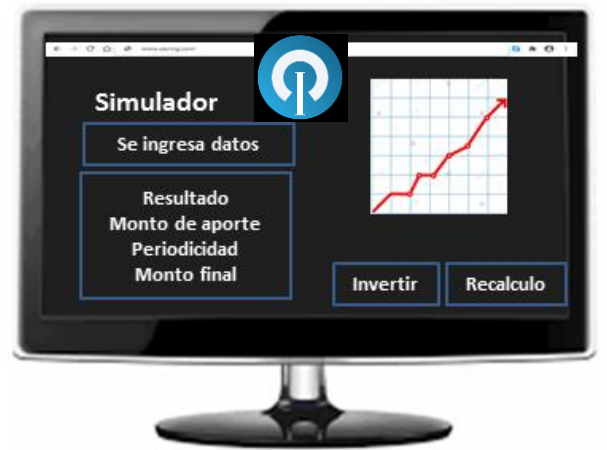 Simulador
Se ingresa datos
Resultado
Monto de aporte
Periodicidad
Monto final
Invertir
Recalculo